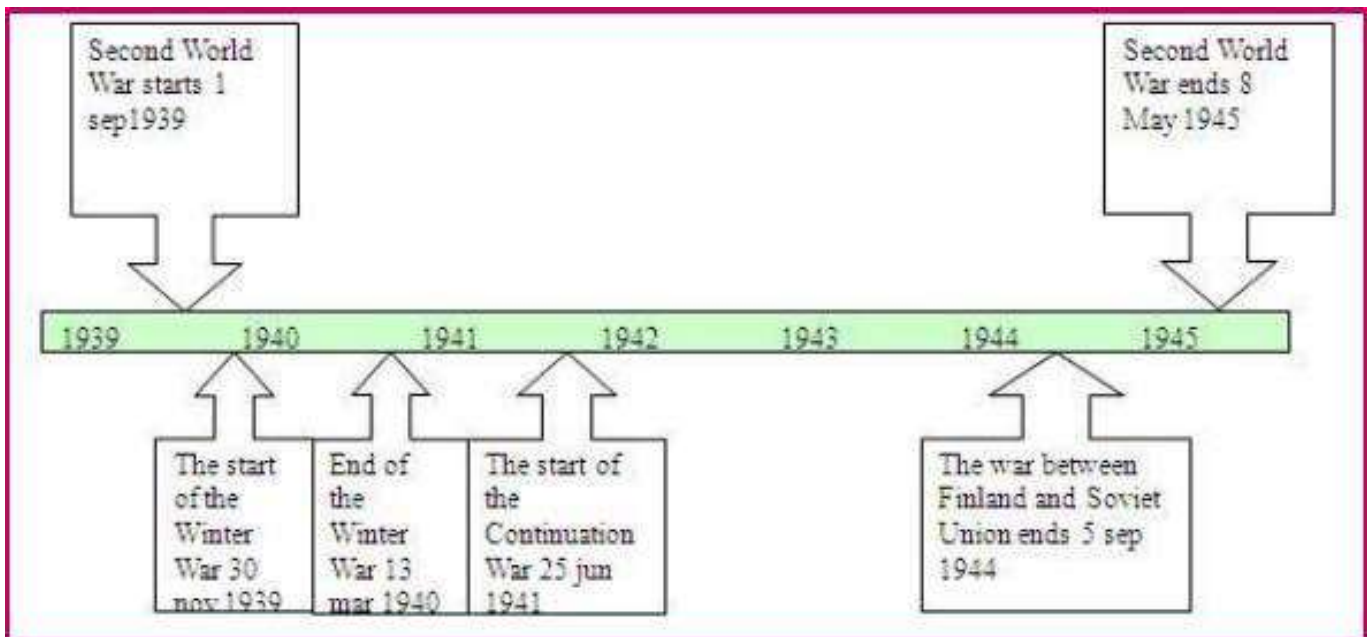 Second World
War starts 1
sep1939
Second World
War ends 8
May 1945
1939 1940 1941 1942 1943 1944 1945
The start
of the
Winter
War 30
nov 1939
End of
the
Winter
War 13
mar 1940
The start of
the
Continuation
War 25 jun
1941
The war between
Finland and Soviet
Union ends 5 sep
1944